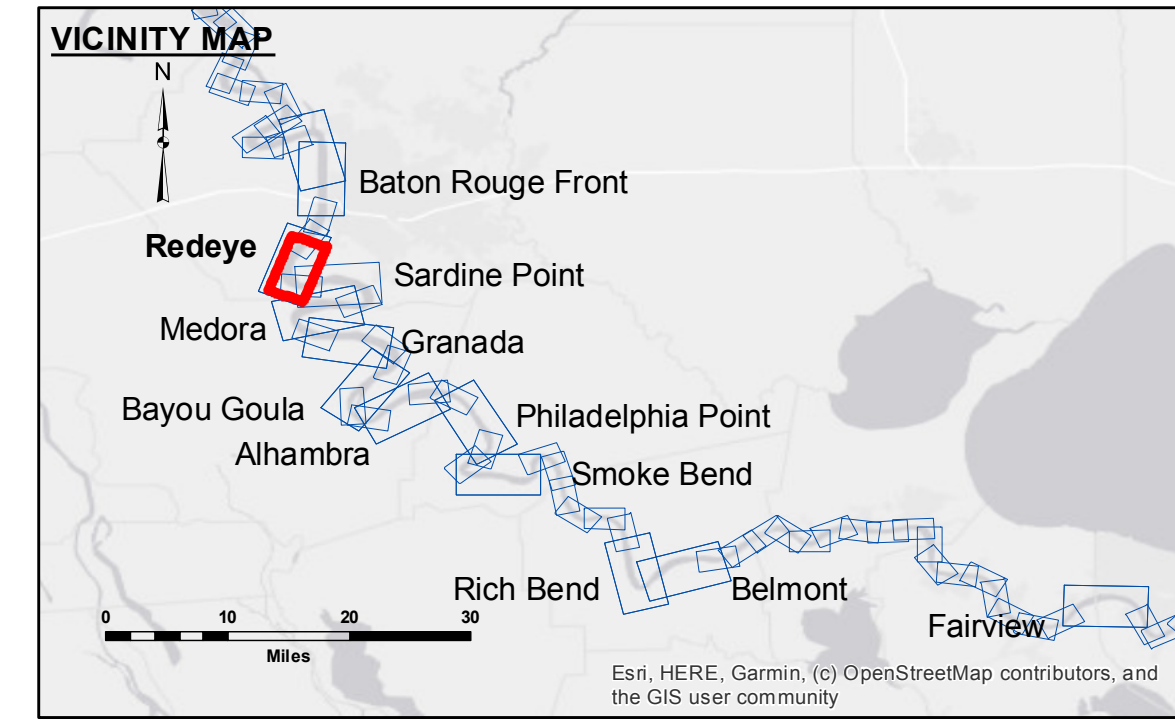 VICINITY MAP
N
Baton Rouge Front
Redeye
Sardine Point
Medora
Granada
Bayou Goula
Philadelphia Point
Alhambra
Smoke Bend
Rich Bend
Belmont
Fairview
0 10 20 30
Miles
Esri, HERE, Garmin, (c) OpenStreetMap contributors, and
the GIS user community